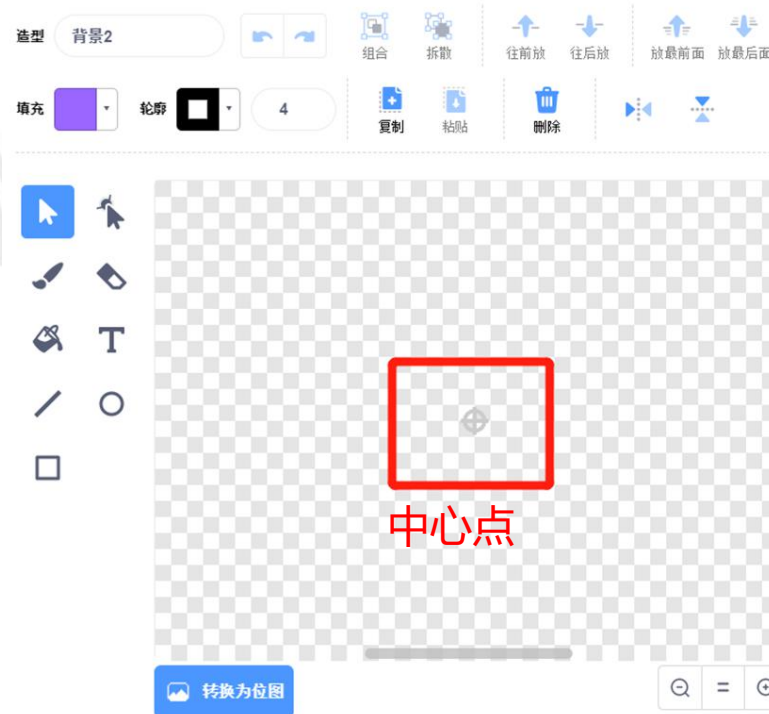 造型 背景2
组合 拆散 往前放 往后放 放最前面 放最后面
填充 轮廓 4 复制 粘贴 删除
T
中心点
转换为位图